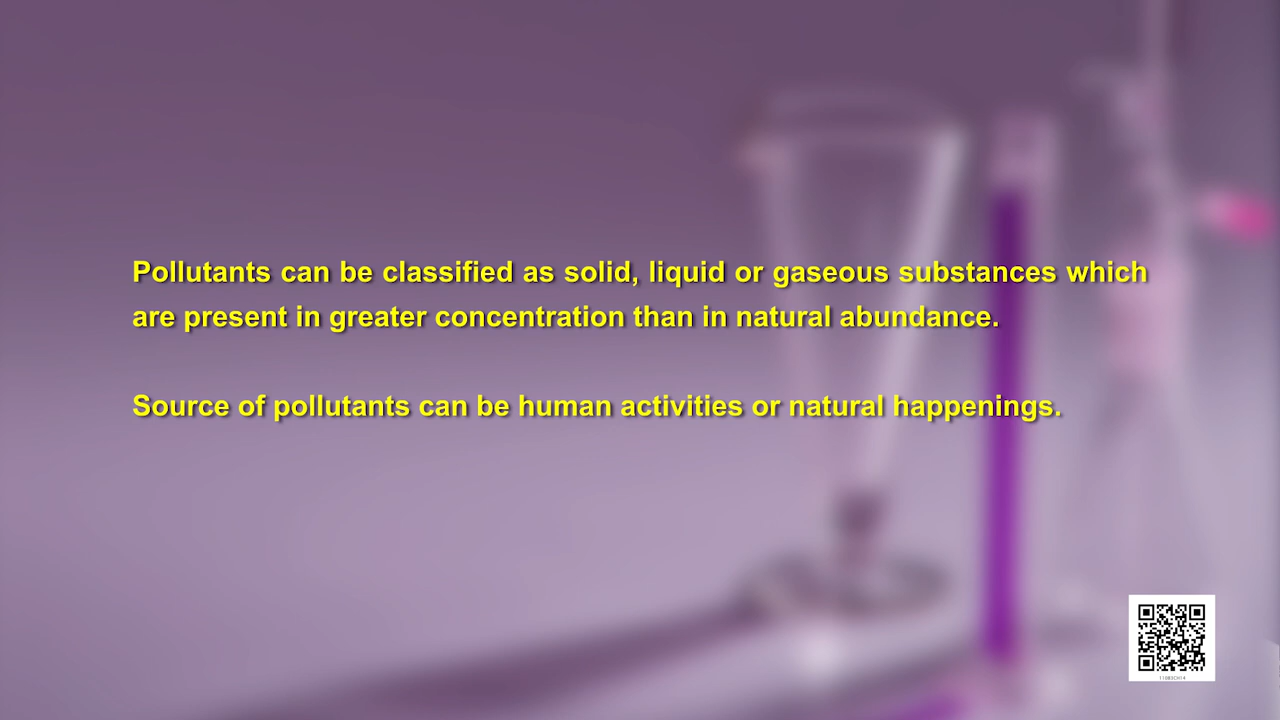 Pollutants can be classified as solid, liquid or gaseous substances which
are present in greater concentration than in natural abundance.
Source of pollutants can be human activities or natural happenings.